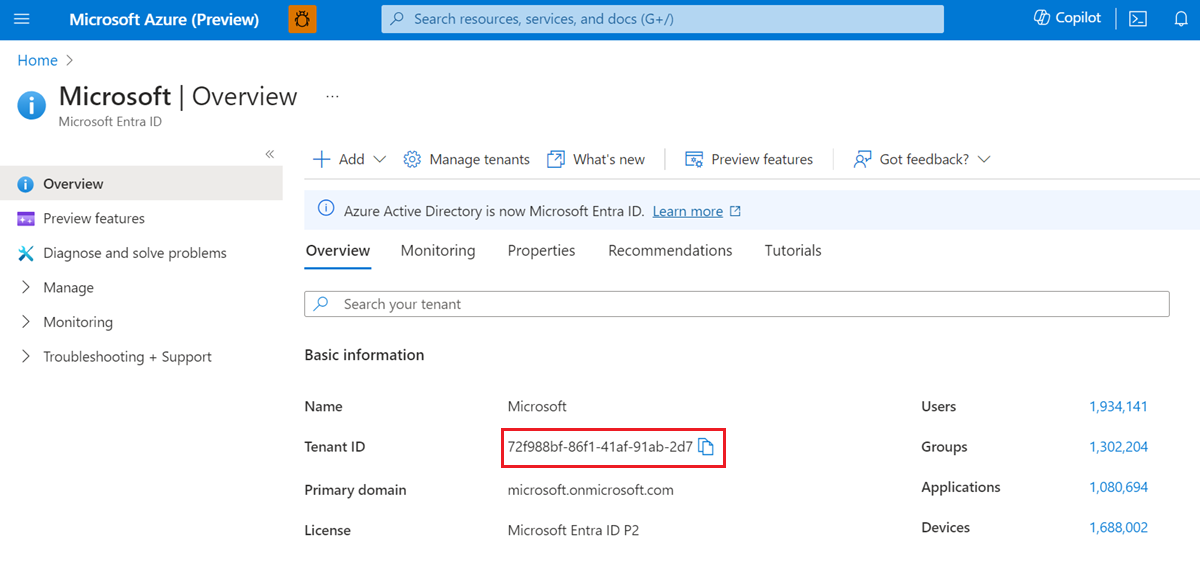 Microsoft Azure (Preview)
Search resources, services, and docs (G+/)
Copilot
Home
Microsoft | Overview
...
Microsoft Entra ID
Add
Manage tenants
What's new
Preview features
Got feedback?
Overview
Preview features
Diagnose and solve problems
Manage
Monitoring
Troubleshooting + Support
Azure Active Directory is now Microsoft Entra ID. Learn more
Overview
Monitoring
Properties
Recommendations
Tutorials
Search your tenant
Basic information
Name Microsoft
Tenant ID 72f988bf-86f1-41af-91ab-2d7
Primary domain microsoft.onmicrosoft.com
License Microsoft Entra ID P2
Users 1,934,141
Groups 1,302,204
Applications 1,080,694
Devices 1,688,002